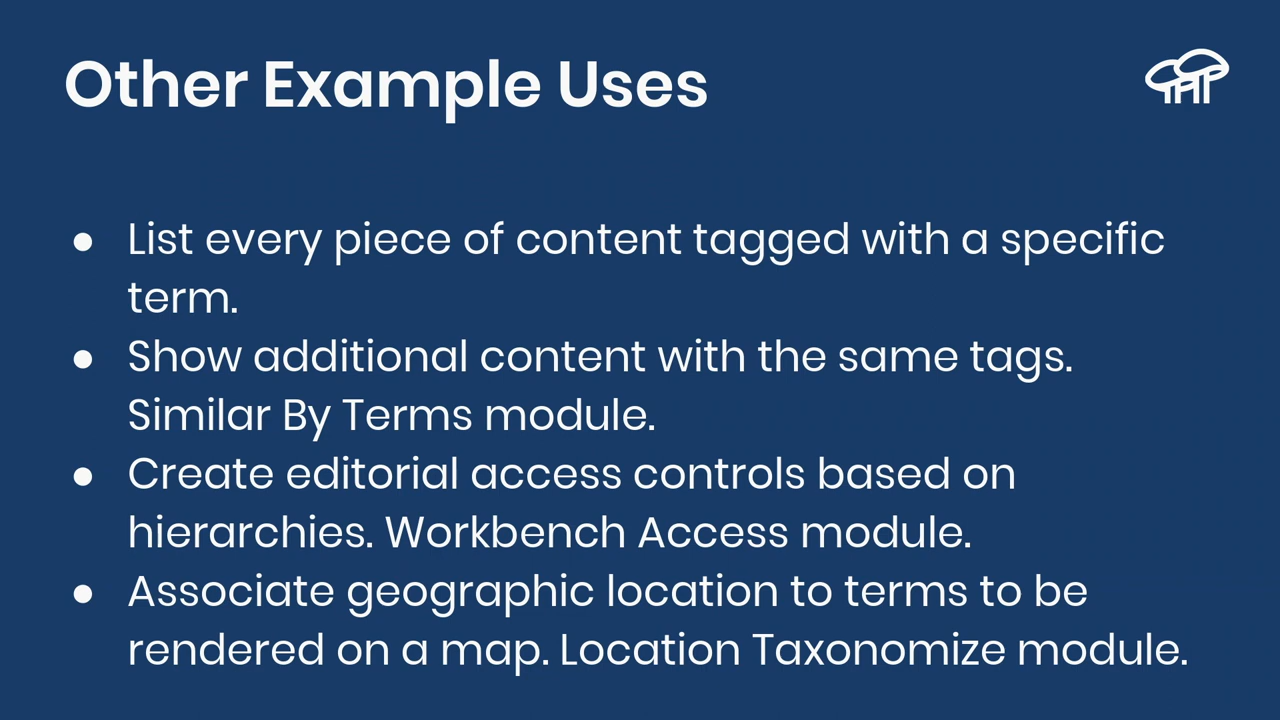 Other Example Uses
● List every piece of content tagged with a specific
term.
● Show additional content with the same tags.
Similar By Terms module.
● Create editorial access controls based on
hierarchies. Workbench Access module.
● Associate geographic location to terms to be
rendered on a map. Location Taxonomize module.